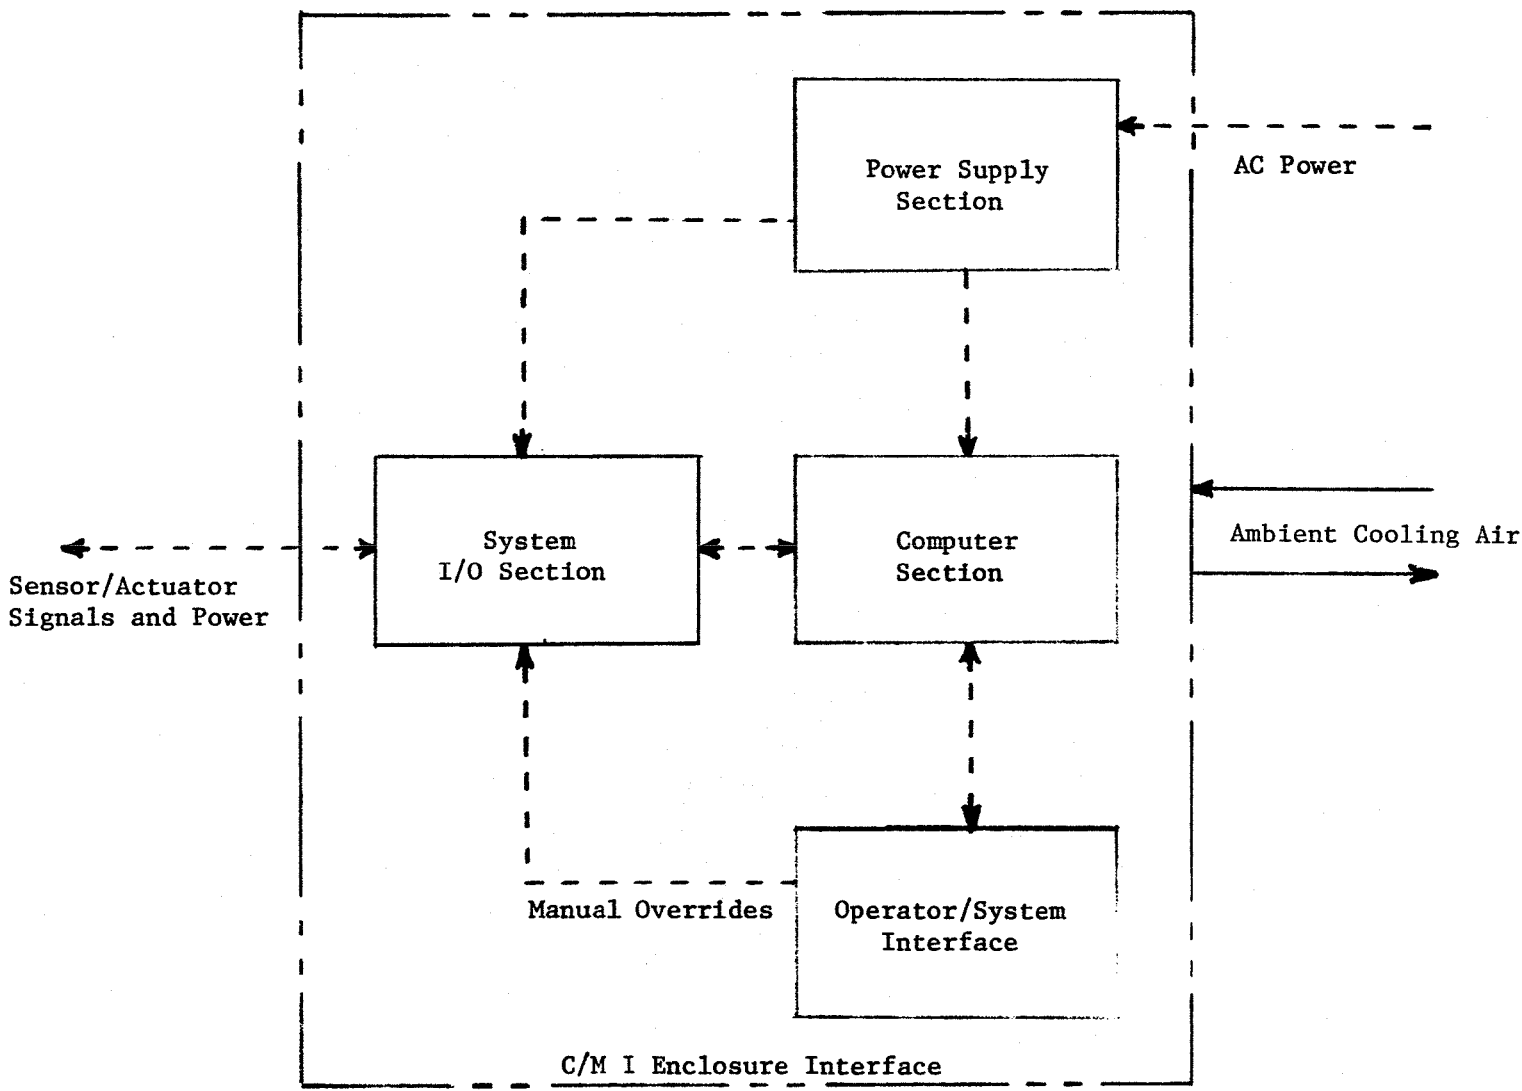 Power Supply
Section
AC Power
System
I/O Section
Computer
Section
Ambient Cooling Air
Sensor/Actuator
Signals and Power
Manual Overrides
Operator/System
Interface
C/M I Enclosure Interface